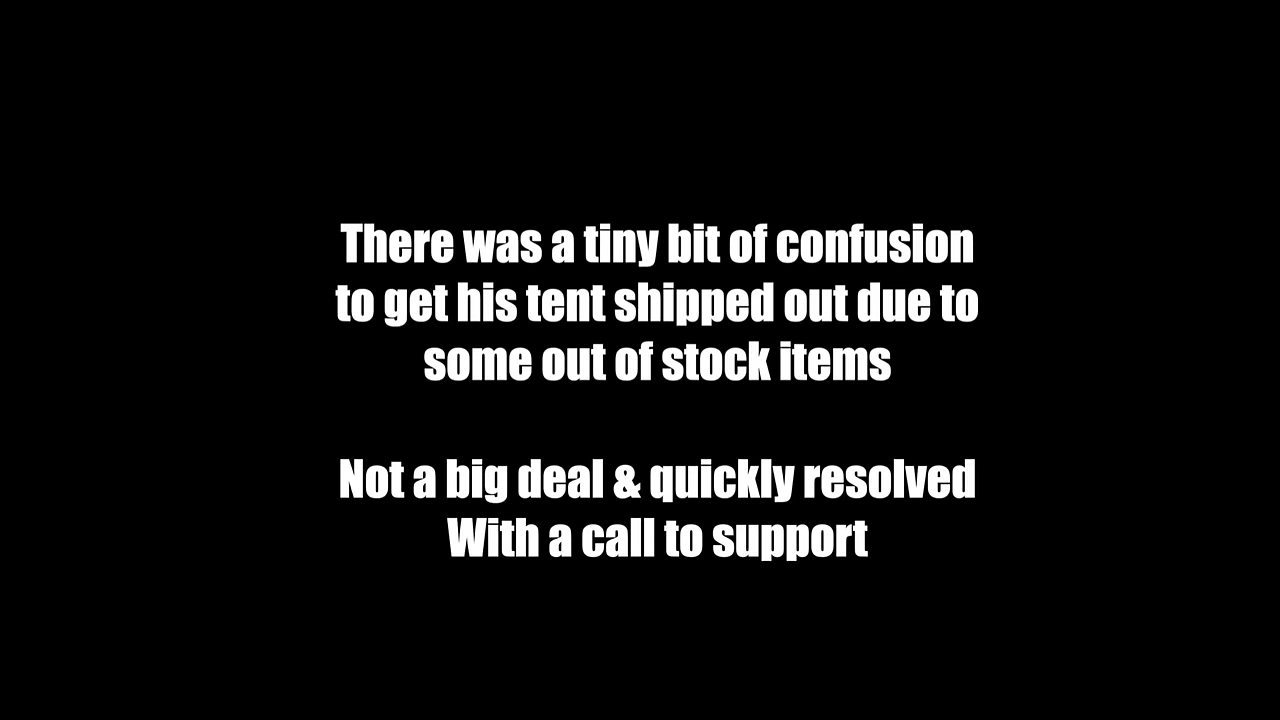 There was a tiny bit of confusion
to get his tent shipped out due to
some out of stock items
Not a big deal & quickly resolved
With a call to support